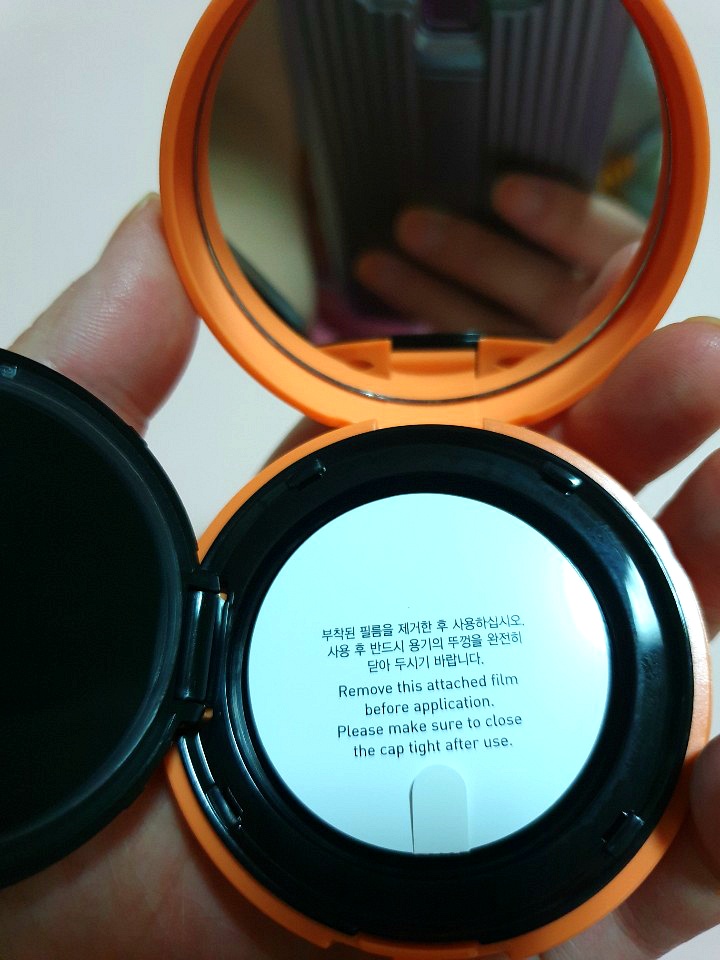 부착된 필름을 제거한 후 사용하십시오.
사용 후 반드시 용기의 뚜껑을 완전히
닫아 두시기 바랍니다.
Remove this attached film
before application.
Please make sure to close
the cap tight after use.